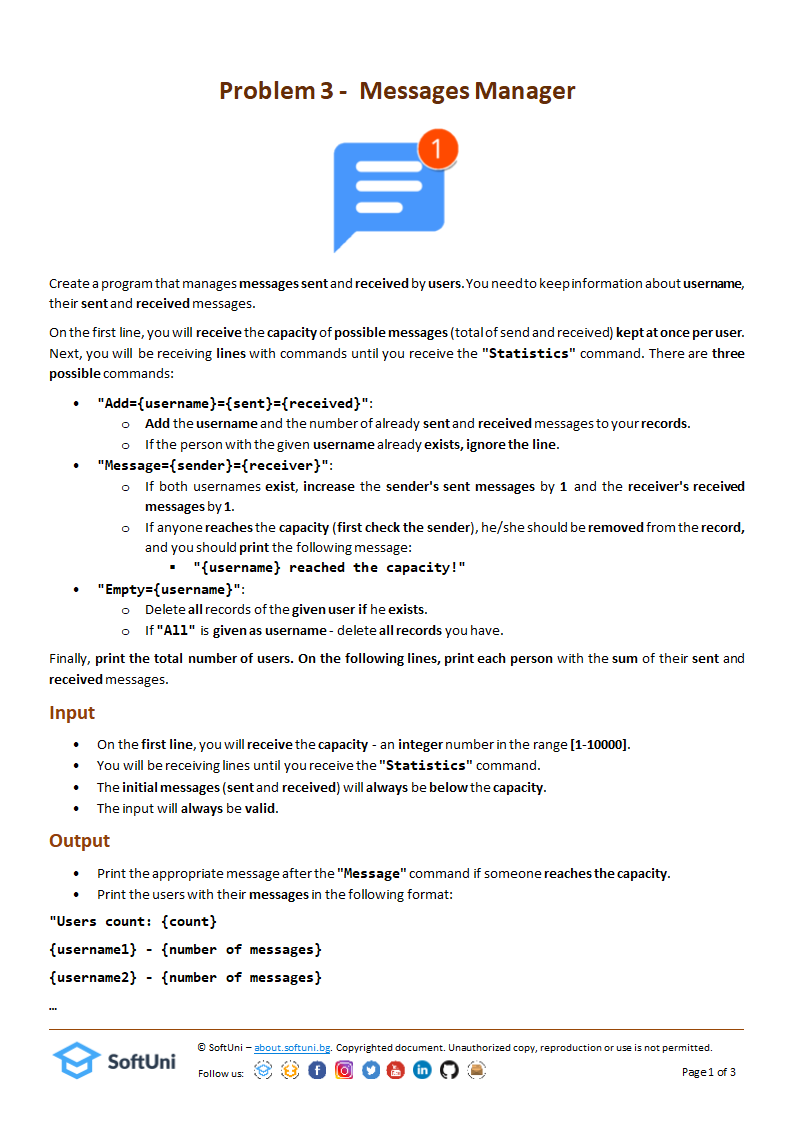 Problem 3 - Messages Manager
1
Create a program that manages messages sent and received by users. You need to keep information about username,
their sent and received messages.
On the first line, you will receive the capacity of possible messages (total of send and received) kept at once per user.
Next, you will be receiving lines with commands until you receive the "Statistics" command. There are three
possible commands:
• "Add={username}={sent}={received}":
o Add the username and the number of already sent and received messages to your records.
o If the person with the given username already exists, ignore the line.
• "Message={sender}={receiver}":
o If both usernames exist, increase the sender's sent messages by 1 and the receiver's received
messages by 1.
o If anyone reaches the capacity (first check the sender), he/she should be removed from the record,
and you should print the following message:
▪ "{username} reached the capacity!"
• "Empty={username}":
o Delete all records of the given user if he exists.
o If "All" is given as username - delete all records you have.
Finally, print the total number of users. On the following lines, print each person with the sum of their sent and
received messages.
Input
• On the first line, you will receive the capacity - an integer number in the range [1-10000].
• You will be receiving lines until you receive the "Statistics" command.
• The initial messages (sent and received) will always be below the capacity.
• The input will always be valid.
Output
• Print the appropriate message after the "Message" command if someone reaches the capacity.
• Print the users with their messages in the following format:
"Users count: {count}
{username1} - {number of messages}
{username2} - {number of messages}
…
SoftUni
© SoftUni – about.softuni.bg. Copyrighted document. Unauthorized copy, reproduction or use is not permitted.
Follow us:
Page 1 of 3